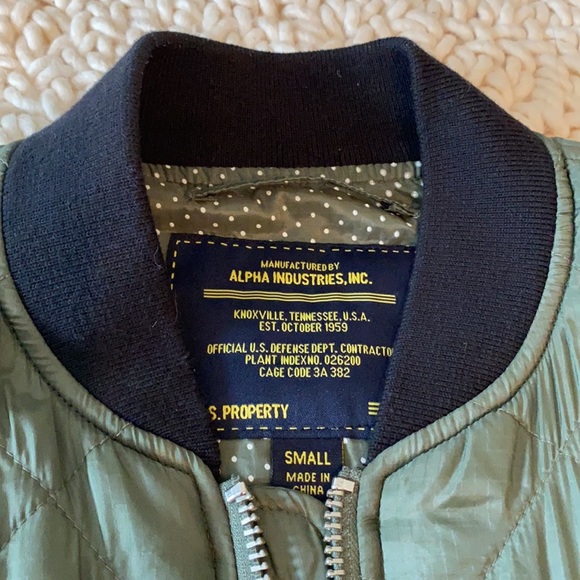 MANUFACTURED BY
ALPHA INDUSTRIES, INC.
KNOXVILLE, TENNESSEE, U.S.A.
EST. OCTOBER 1959
OFFICIAL U.S. DEFENSE DEPT. CONTRACTO
PLANT INDEX NO. 026200
CAGE CODE 3A 382
S. PROPERTY
SMALL
MADE IN
CHINA